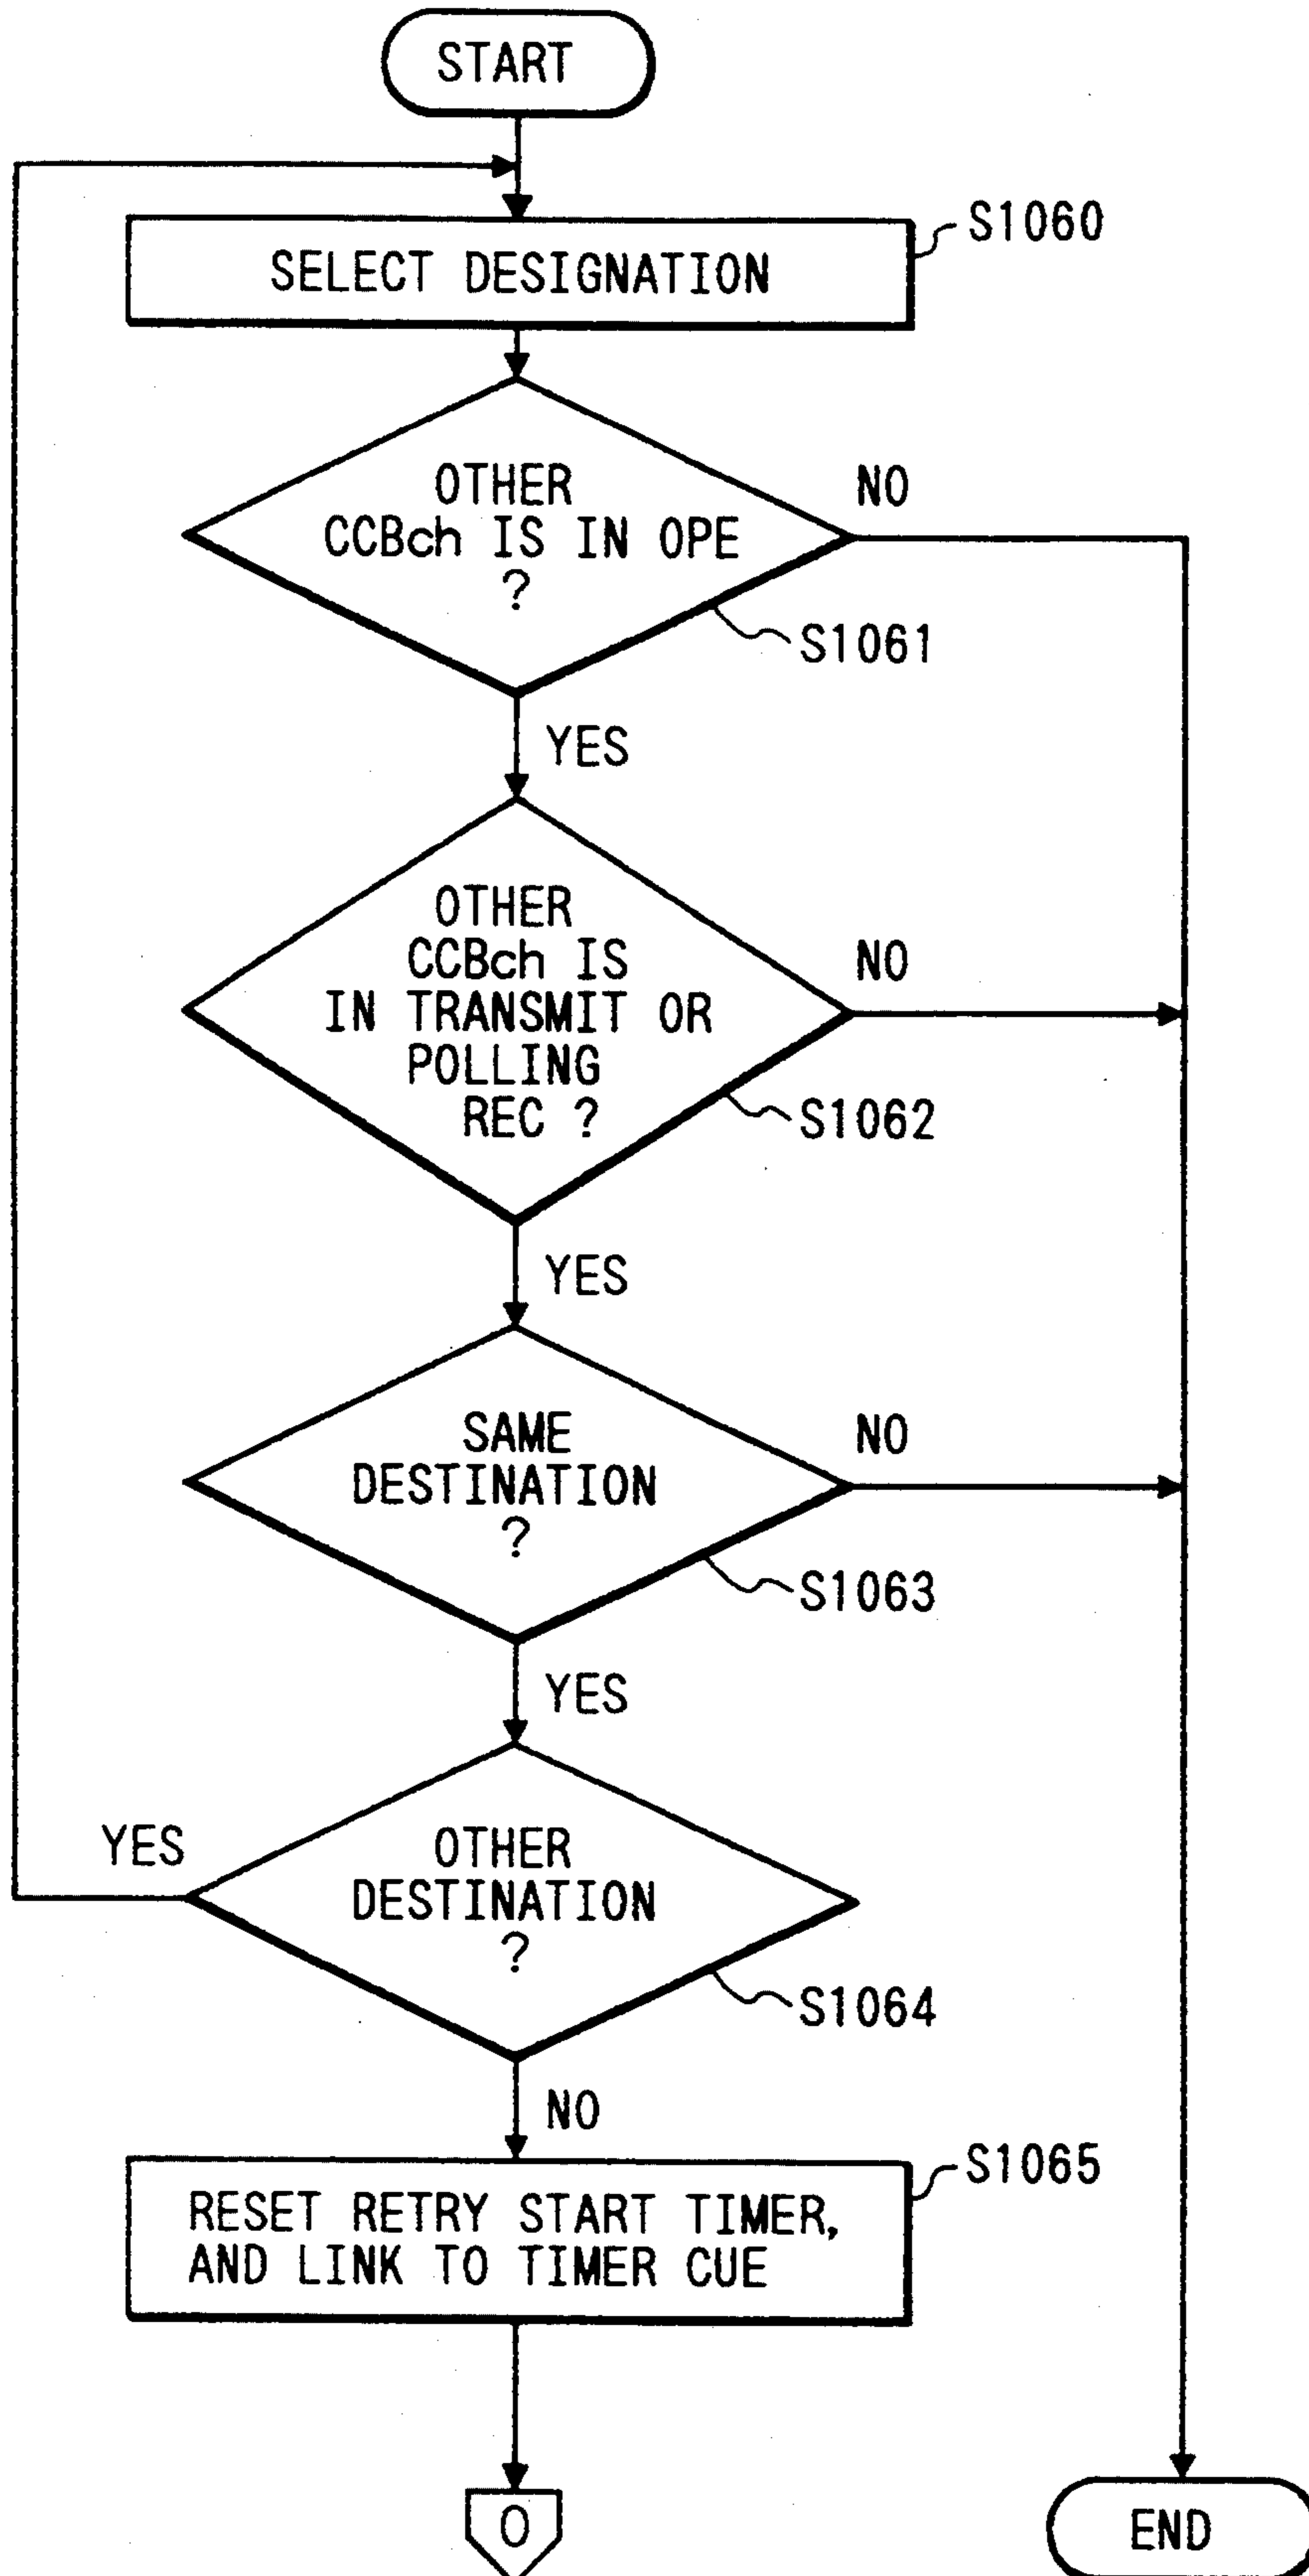 START
S1060
SELECT DESIGNATION
OTHER
CCBch IS IN OPE
?
NO
S1061
YES
OTHER
CCBch IS
IN TRANSMIT OR
POLLING
REC ?
NO
S1062
YES
SAME
DESTINATION
?
NO
S1063
YES
OTHER
DESTINATION
?
YES
S1064
NO
S1065
RESET RETRY START TIMER,
AND LINK TO TIMER CUE
O
END